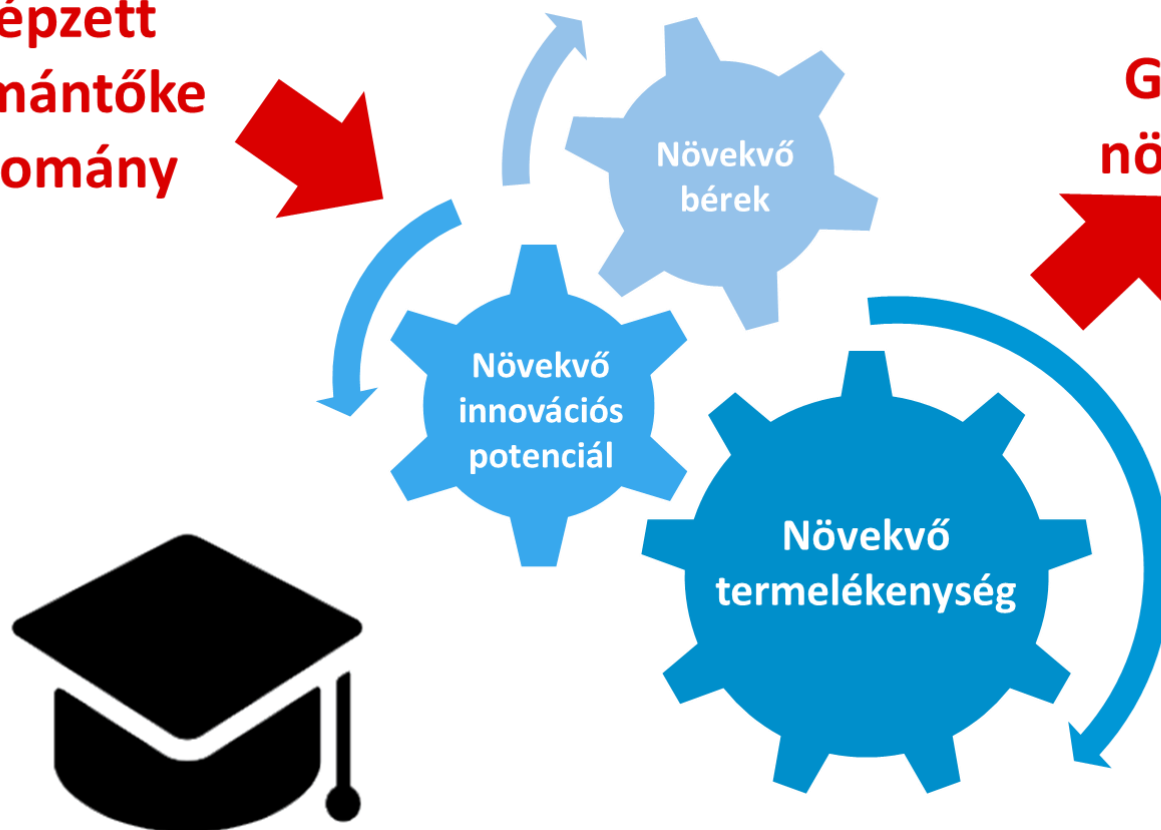 épzett
mántőke
omány
G
nö
Növekvő
bérek
Növekvő
innovációs
potenciál
Növekvő
termelékenység